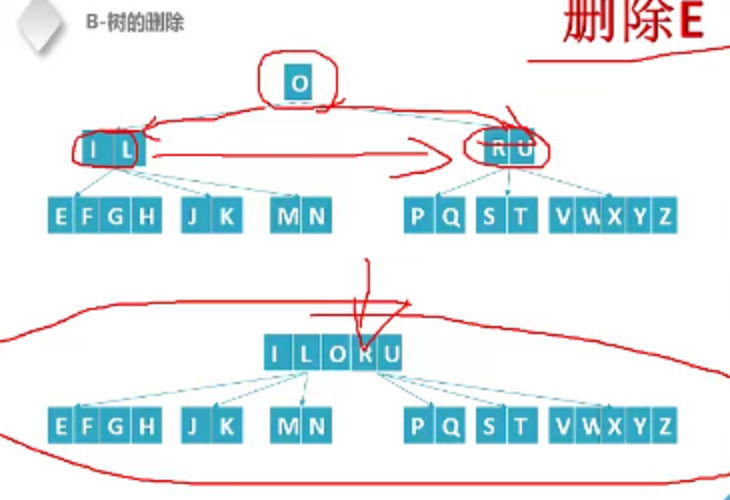 B-树的删除
删除E
O
I L R U
E F G H J K M N P Q S T V W X Y Z
I L O R U
E F G H J K M N P Q S T V W X Y Z